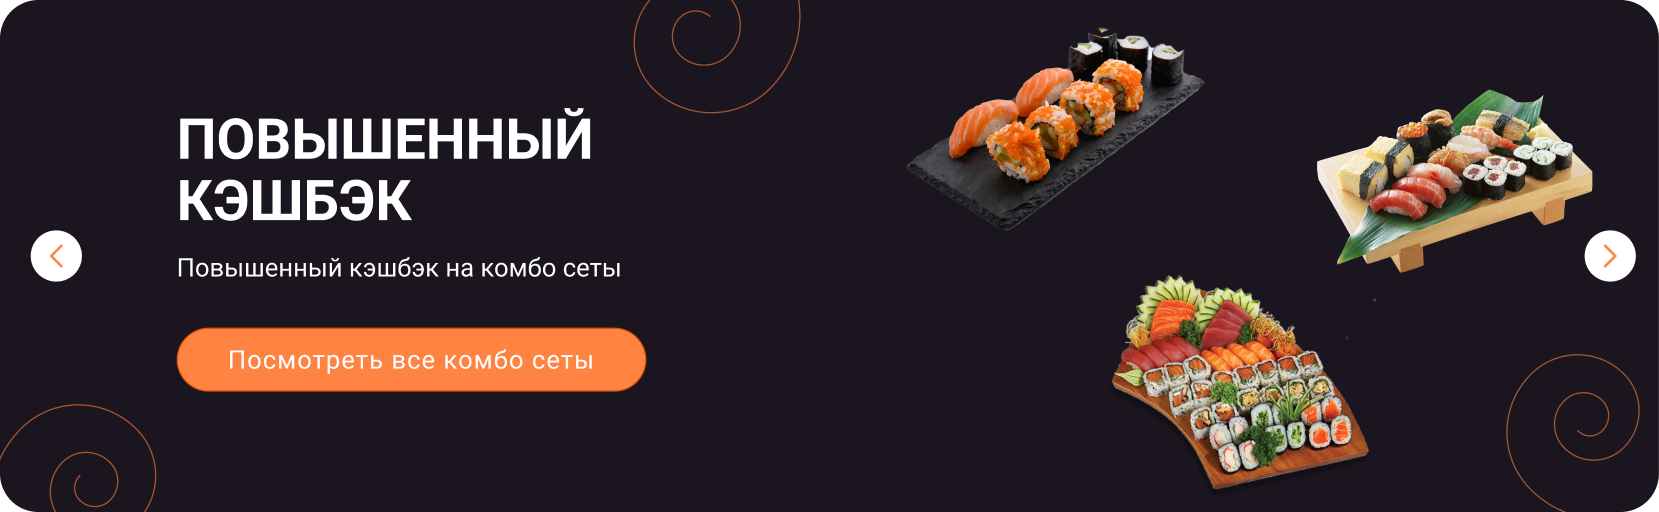 ПОВЫШЕННЫЙ
КЭШБЭК
Повышенный кэшбэк на комбо сеты
Посмотреть все комбо сеты